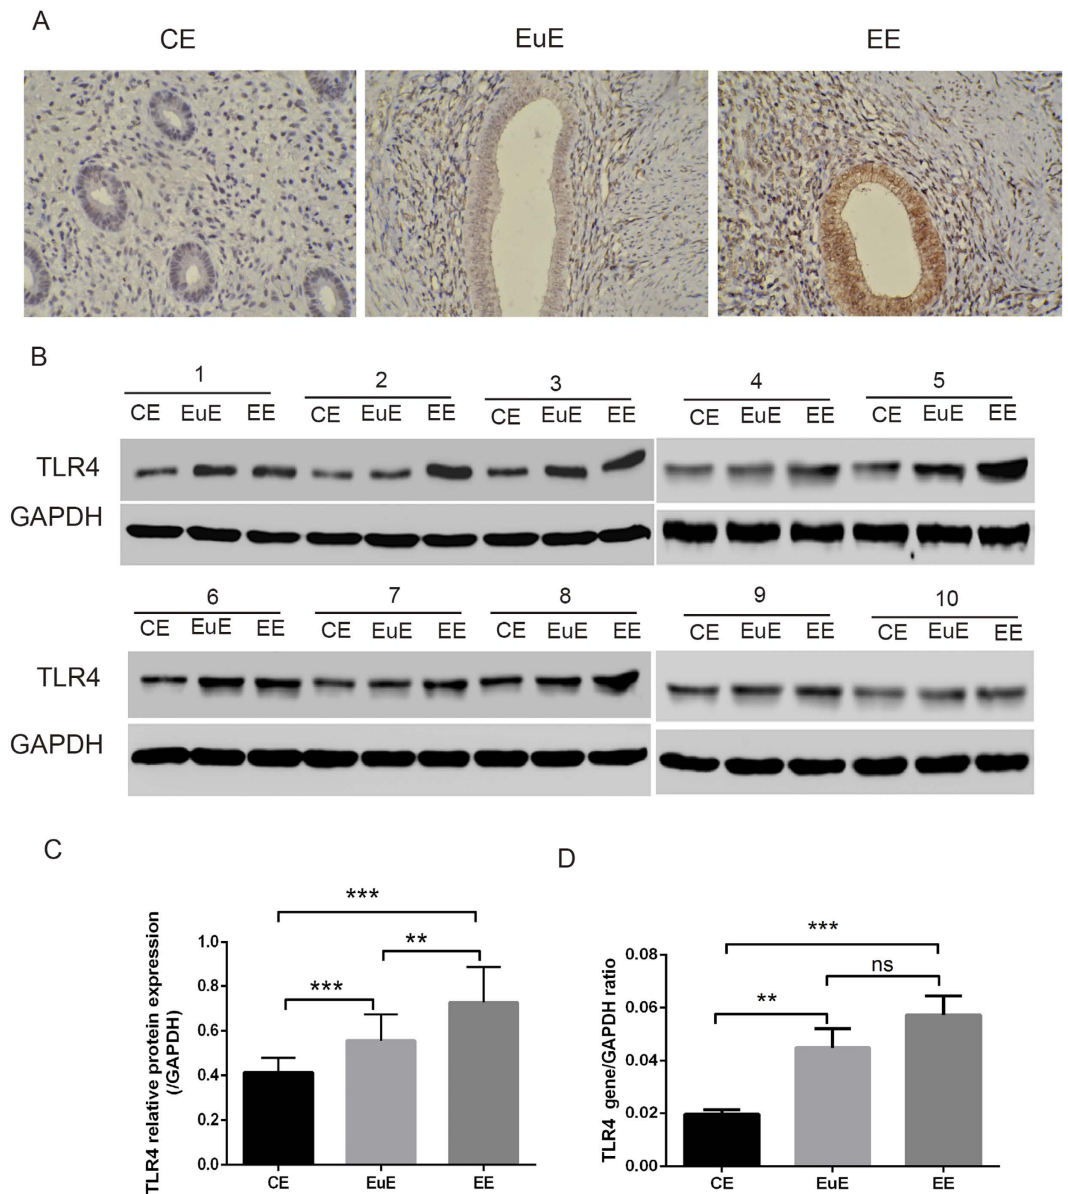 A
CE EuE EE
B
1 2 3 4 5
CE EuE EE CE EuE EE CE EuE EE CE EuE EE CE EuE EE
TLR4
GAPDH
6 7 8 9 10
CE EuE EE CE EuE EE CE EuE EE CE EuE EE CE EuE EE
TLR4
GAPDH
C
TLR4 relative protein expression
(/GAPDH)
***
**
***
1.0
0.8
0.6
0.4
0.2
0.0
CE EuE EE
D
TLR4 gene/GAPDH ratio
***
ns
**
0.08
0.06
0.04
0.02
0.00
CE EuE EE